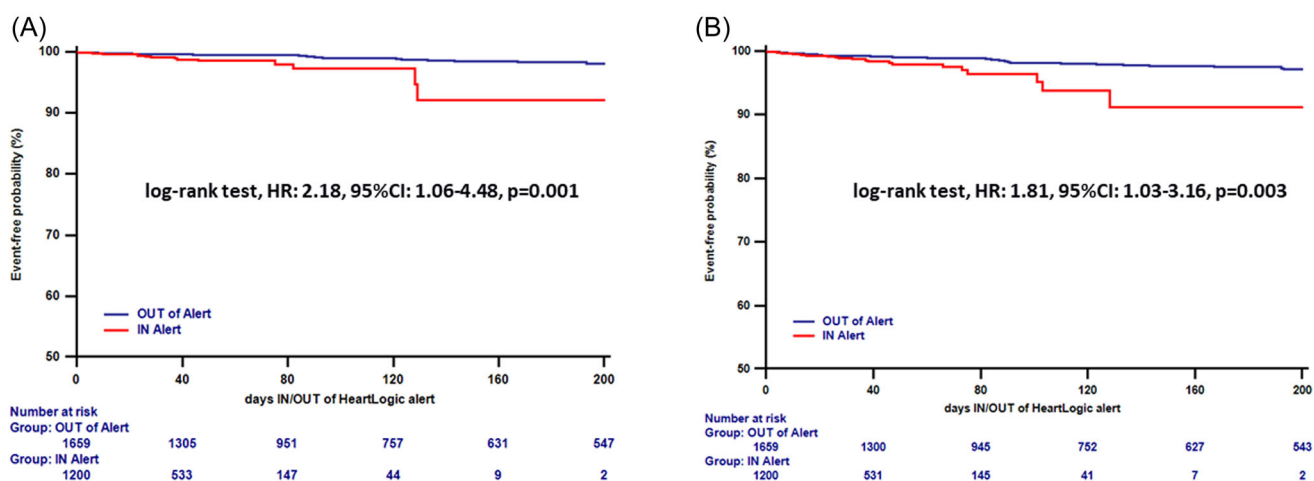 (A)
Event-free probability (%)
100
90
80
70
60
50
log-rank test, HR: 2.18, 95%CI: 1.06-4.48, p=0.001
OUT of Alert
IN Alert
0 40 80 120 160 200
days IN/OUT of HeartLogic alert
Number at risk
Group: OUT of Alert
1659 1305 951 757 631 547
Group: IN Alert
1200 533 147 44 9 2
(B)
Event-free probability (%)
100
90
80
70
60
50
log-rank test, HR: 1.81, 95%CI: 1.03-3.16, p=0.003
OUT of Alert
IN Alert
0 40 80 120 160 200
days IN/OUT of HeartLogic alert
Number at risk
Group: OUT of Alert
1659 1300 945 752 627 543
Group: IN Alert
1200 531 145 41 7 2